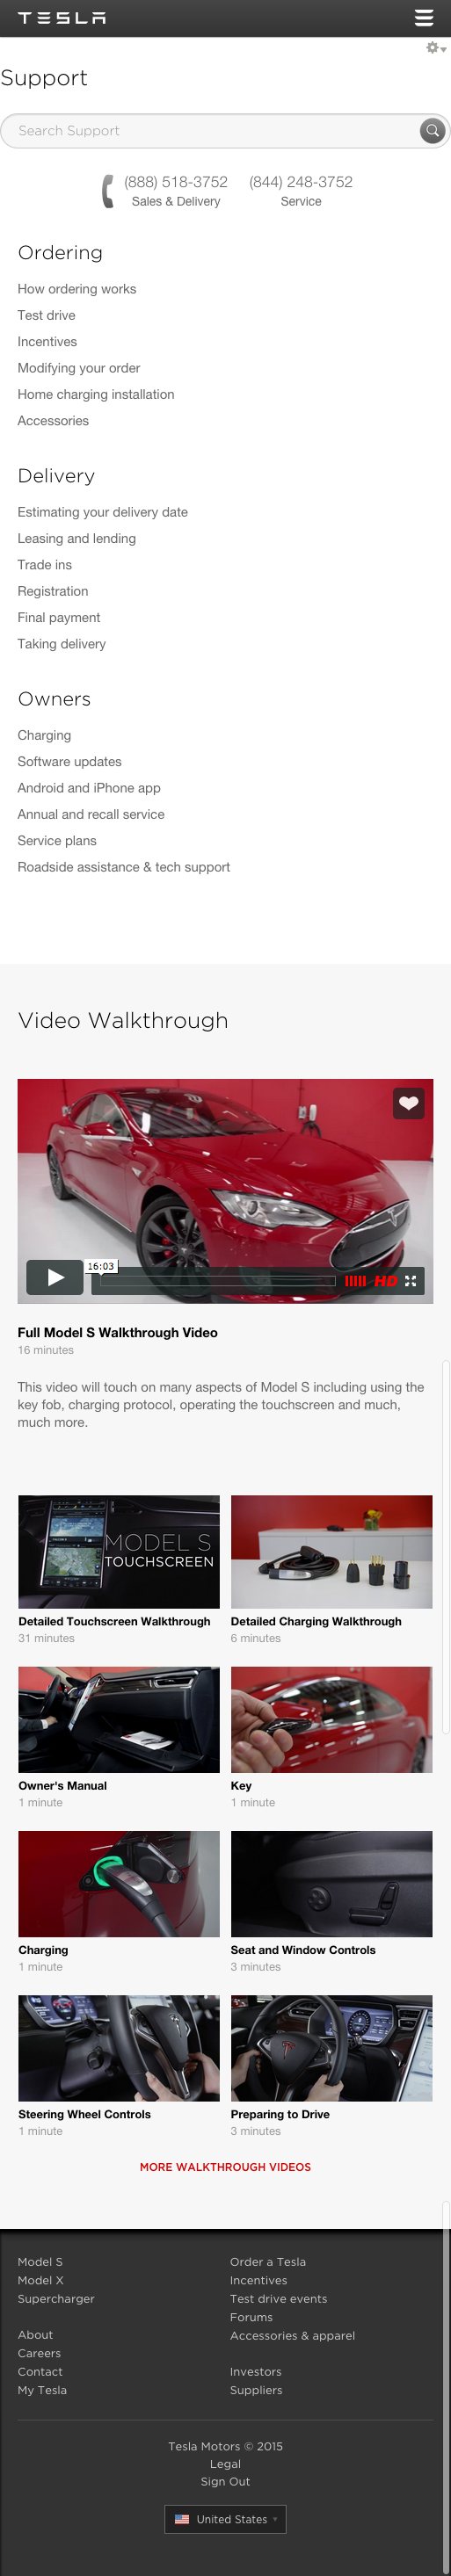 TESLA
Support
Search Support
(888) 518-3752 (844) 248-3752
Sales & Delivery Service
Ordering
How ordering works
Test drive
Incentives
Modifying your order
Home charging installation
Accessories
Delivery
Estimating your delivery date
Leasing and lending
Trade ins
Registration
Final payment
Taking delivery
Owners
Charging
Software updates
Android and iPhone app
Annual and recall service
Service plans
Roadside assistance & tech support
Video Walkthrough
16:03
HD
Full Model S Walkthrough Video
16 minutes
This video will touch on many aspects of Model S including using the
key fob, charging protocol, operating the touchscreen and much,
much more.
MODEL S
TOUCHSCREEN
Detailed Touchscreen Walkthrough
31 minutes
Detailed Charging Walkthrough
6 minutes
Owner's Manual
1 minute
Key
1 minute
Charging
1 minute
Seat and Window Controls
3 minutes
Steering Wheel Controls
1 minute
Preparing to Drive
3 minutes
MORE WALKTHROUGH VIDEOS
Model S
Model X
Supercharger
About
Careers
Contact
My Tesla
Order a Tesla
Incentives
Test drive events
Forums
Accessories & apparel
Investors
Suppliers
Tesla Motors © 2015
Legal
Sign Out
United States